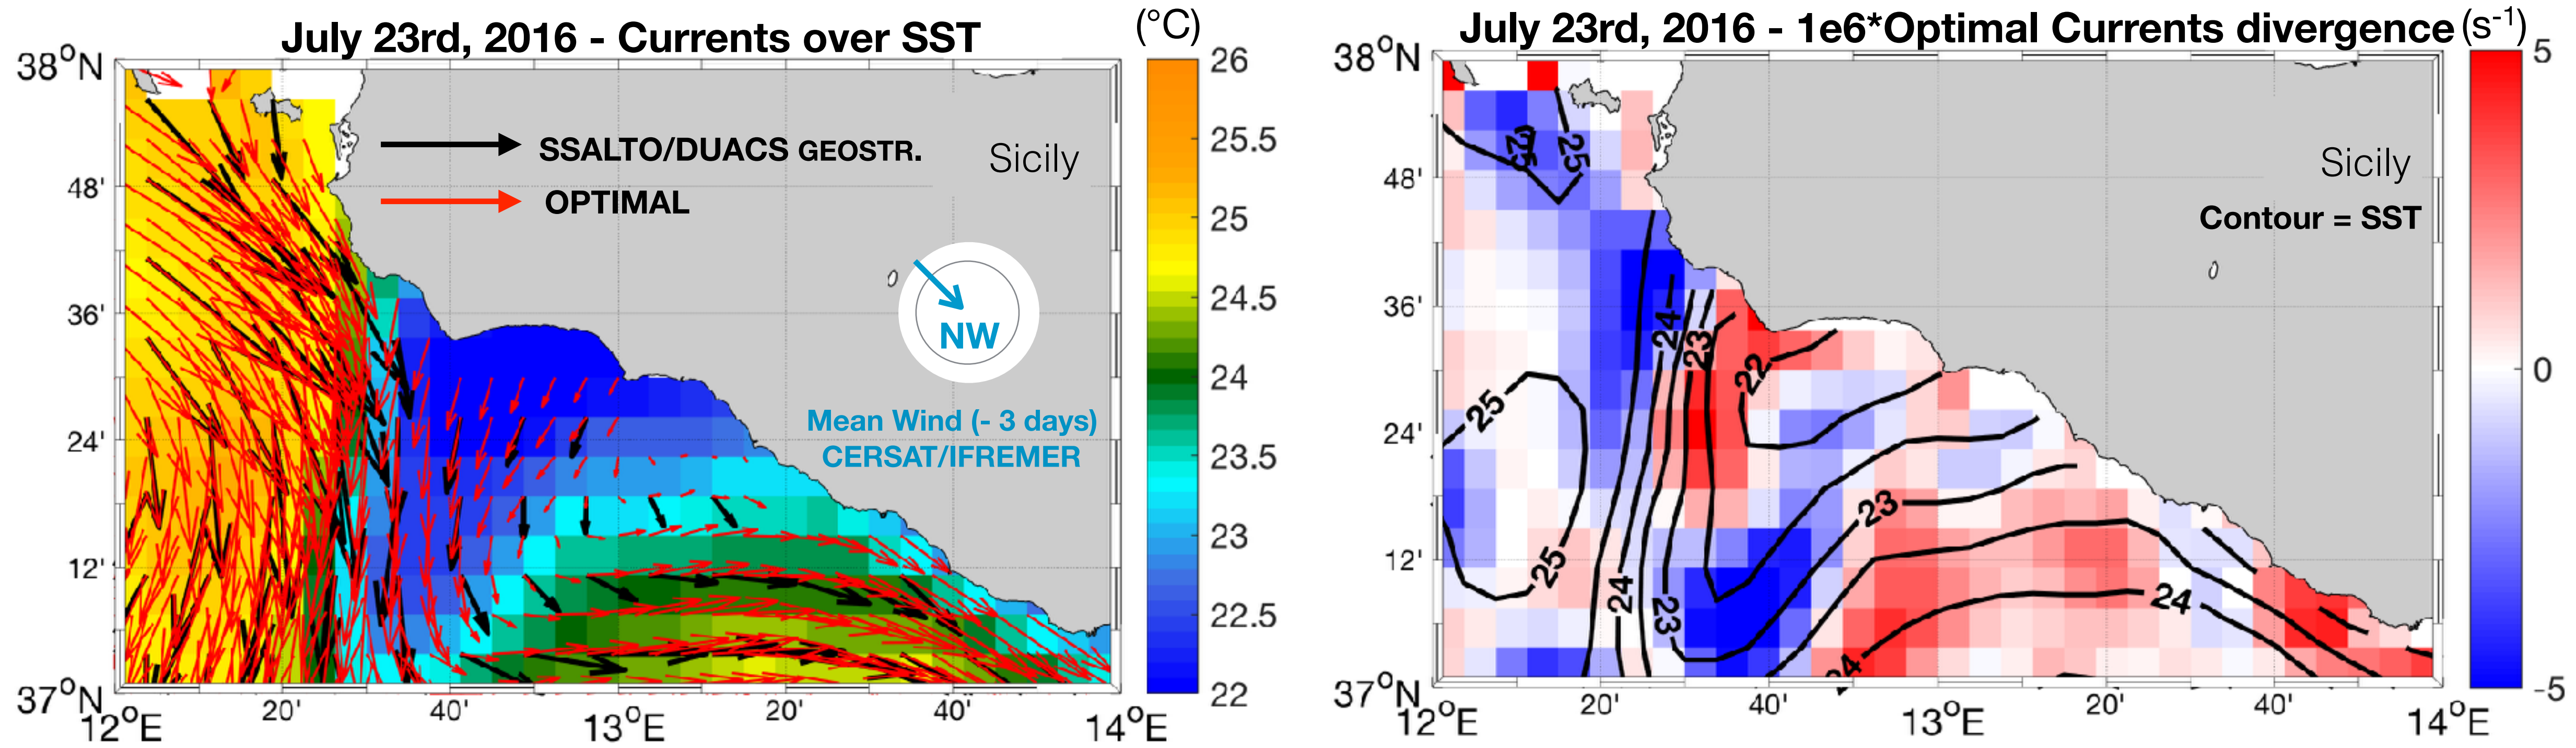 July 23rd, 2016 - Currents over SST
(°C)
38°N
48'
36'
24'
12'
37°N
12°E
20'
40'
13°E
20'
40'
14°E
SSALTO/DUACS GEOSTR.
OPTIMAL
Sicily
NW
Mean Wind (- 3 days)
CERSAT/IFREMER
26
25.5
25
24.5
24
23.5
23
22.5
22
July 23rd, 2016 - 1e6*Optimal Currents divergence (s-1)
38°N
48'
36'
24'
12'
37°N
12°E
20'
40'
13°E
20'
40'
14°E
Sicily
Contour = SST
25
25
24
23
22
25
23
25
24
23
24
24
5
0
-5